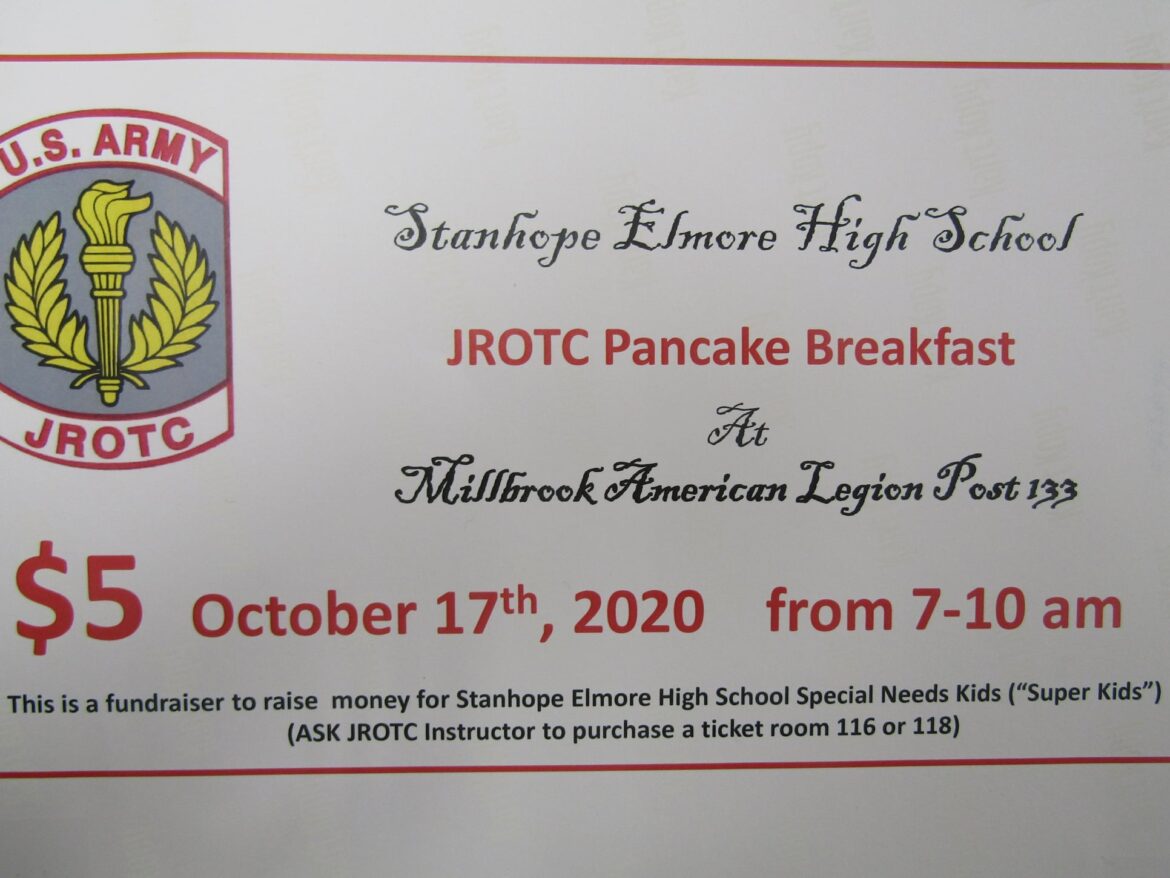 U.S. ARMY
JROTC
Stanhope Elmore High School
JROTC Pancake Breakfast
At
Millbrook American Legion Post 133
$5 October 17th, 2020 from 7-10 am
This is a fundraiser to raise money for Stanhope Elmore High School Special Needs Kids (“Super Kids”)
(ASK JROTC Instructor to purchase a ticket room 116 or 118)